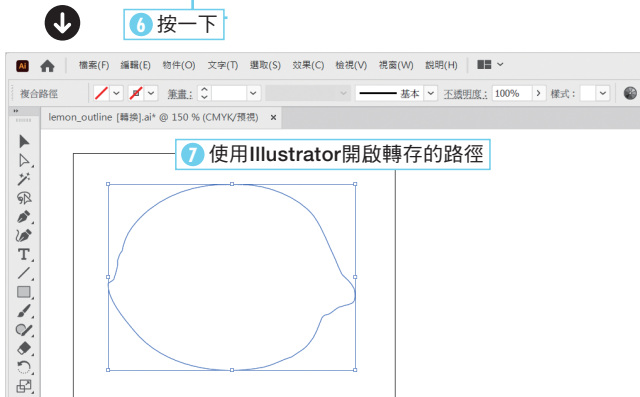 6 按一下
Ai 檔案(F) 編輯(E) 物件(O) 文字(T) 選取(S) 效果(C) 檢視(V) 視窗(W) 說明(H)
複合路徑 筆畫: 基本 不透明度: 100% 樣式:
lemon_outline [轉換].ai* @ 150 % (CMYK/預視) ×
7 使用Illustrator開啟轉存的路徑